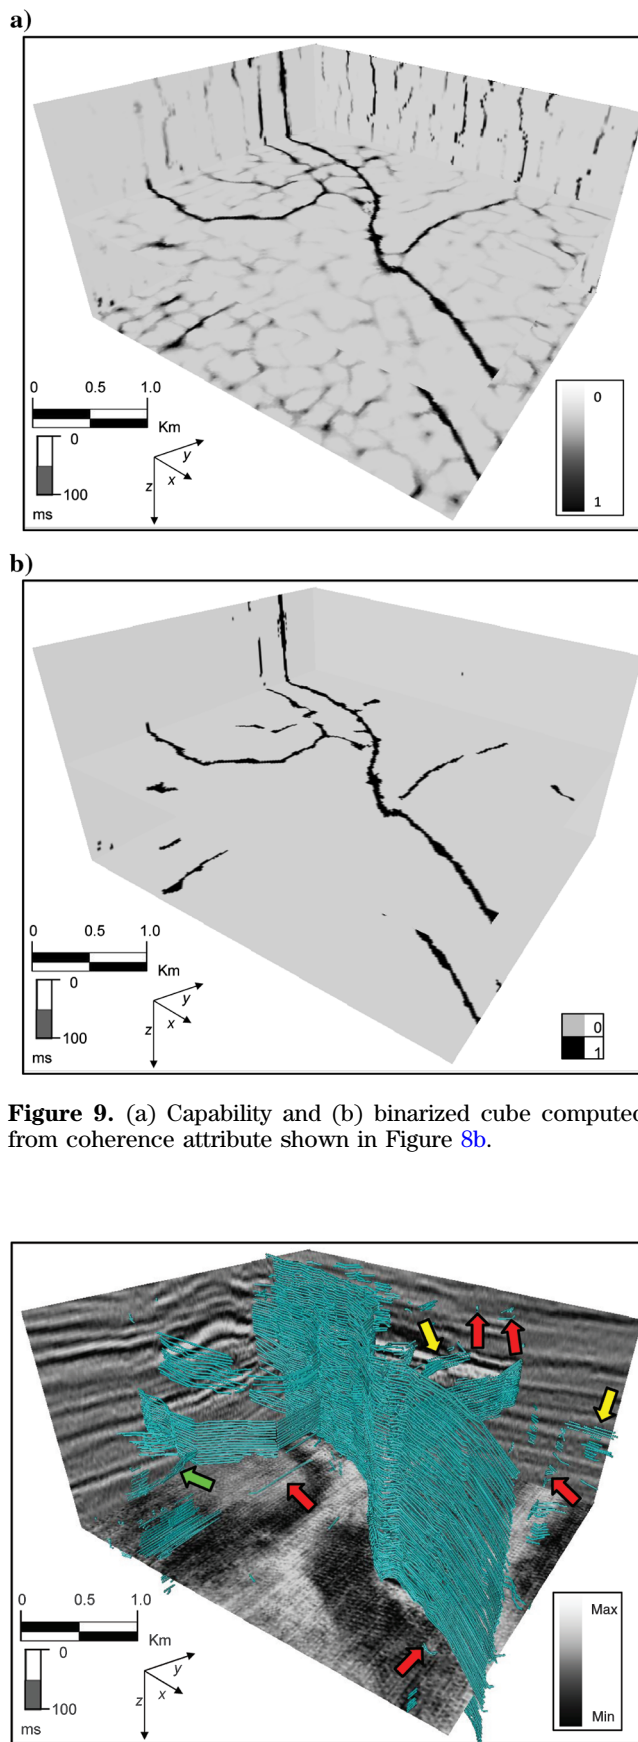 a)
0 0.5 1.0
Km
0
100
ms
y
x
z
0
1
b)
0 0.5 1.0
Km
0
100
ms
y
x
z
0
1
Figure 9. (a) Capability and (b) binarized cube computed
from coherence attribute shown in Figure 8b.
0 0.5 1.0
Km
0
100
ms
y
x
z
Max
Min